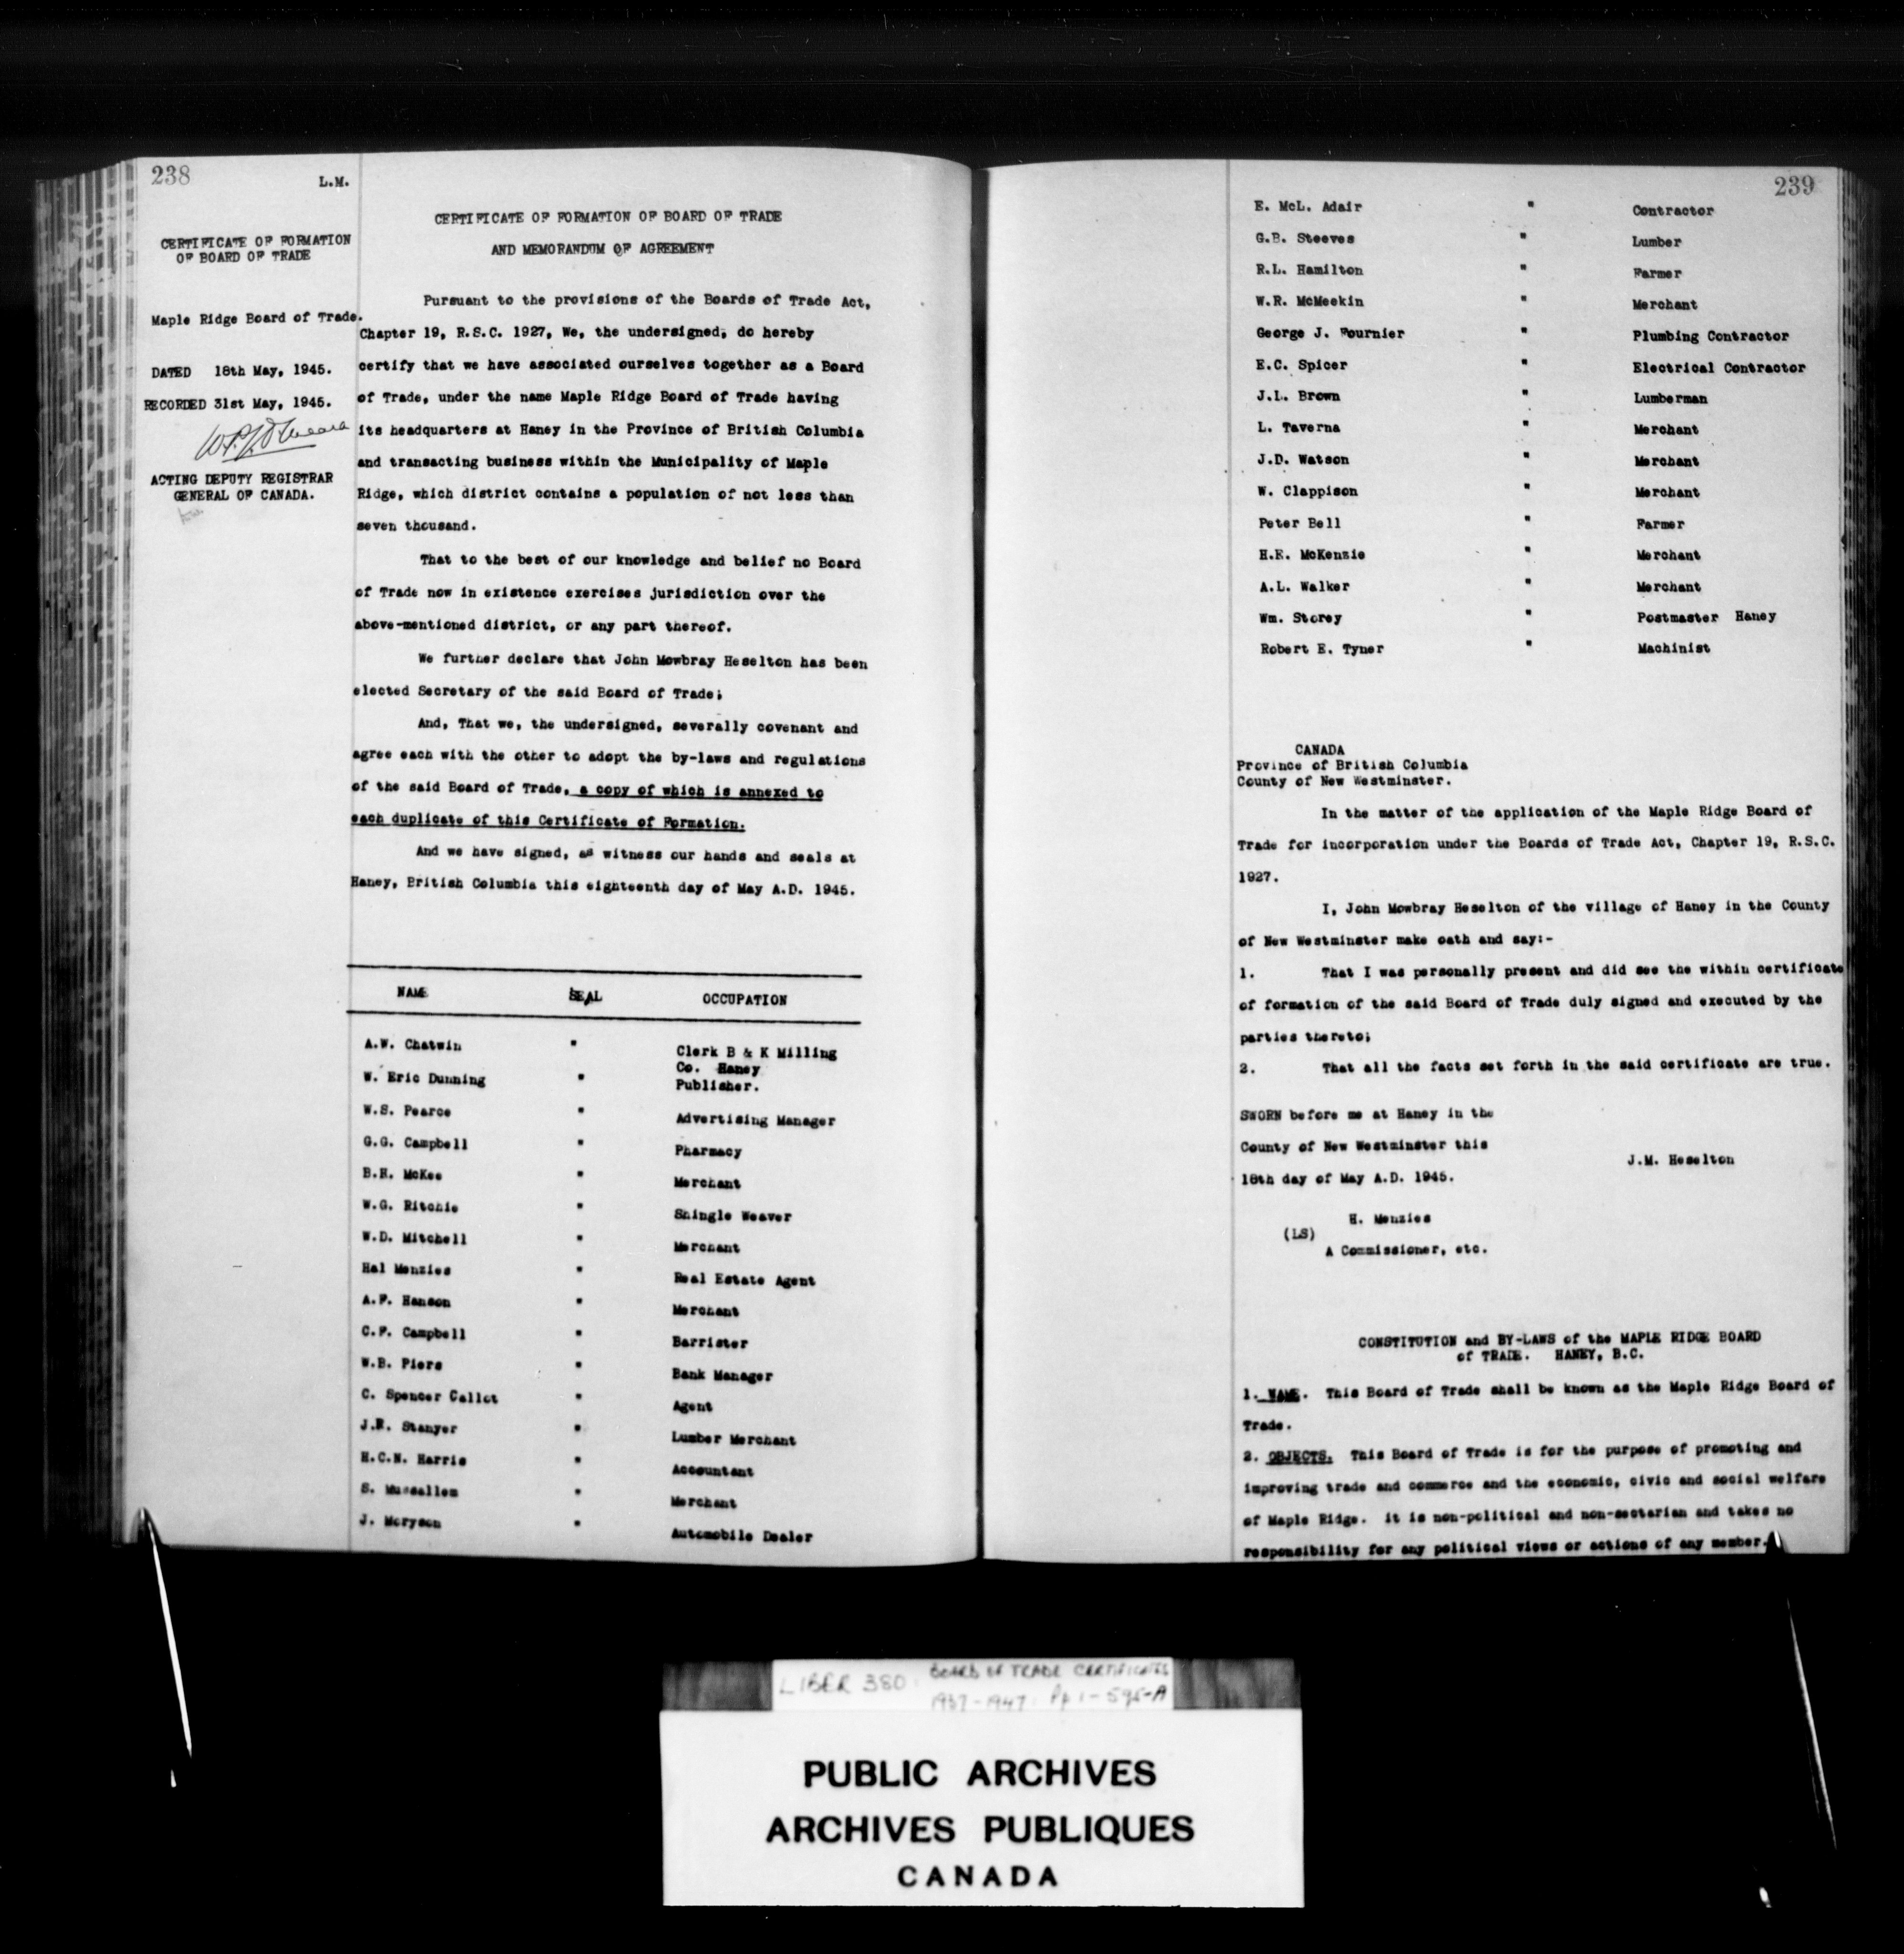 238
L.M.
CERTIFICATE OF FORMATION
OF BOARD OF TRADE
Maple Ridge Board of Trade.
DATED 18th May, 1945.
RECORDED 31st May, 1945.
ACTING DEPUTY REGISTRAR
GENERAL OF CANADA.
CERTIFICATE OF FORMATION OF BOARD OF TRADE
AND MEMORANDUM OF AGREEMENT
Pursuant to the provisions of the Boards of Trade Act,
Chapter 19, R.S.C. 1927, We, the undersigned, do hereby
certify that we have associated ourselves together as a Board
of Trade, under the name Maple Ridge Board of Trade having
its headquarters at Haney in the Province of British Columbia
and transacting business within the Municipality of Maple
Ridge, which district contains a population of not less than
seven thousand.
That to the best of our knowledge and belief no Board
of Trade now in existence exercises jurisdiction over the
above-mentioned district, or any part thereof.
We further declare that John Mowbray Heselton has been
elected Secretary of the said Board of Trade;
And, That we, the undersigned, severally covenant and
agree each with the other to adopt the by-laws and regulations
of the said Board of Trade, a copy of which is annexed to
each duplicate of this Certificate of Formation.
And we have signed, as witness our hands and seals at
Haney, British Columbia this eighteenth day of May A.D. 1945.
NAME SEAL OCCUPATION
A.W. Chatwin " Clerk B & K Milling
Co. Haney
W. Eric Dunning " Publisher.
W.S. Pearce " Advertising Manager
G.G. Campbell " Pharmacy
B.R. McKee " Merchant
W.G. Ritchie " Shingle Weaver
W.D. Mitchell " Merchant
Hal Menzies " Real Estate Agent
A.F. Hanson " Merchant
C.F. Campbell " Barrister
W.B. Piers " Bank Manager
C. Spencer Callot " Agent
J.R. Stanyer " Lumber Merchant
H.C.N. Harris " Accountant
S. Mussallem " Merchant
J. Moryson " Automobile Dealer
239
E. McL. Adair " Contractor
G.B. Steeves " Lumber
R.L. Hamilton " Farmer
W.R. McMeekin " Merchant
George J. Fournier " Plumbing Contractor
E.C. Spicer " Electrical Contractor
J.L. Brown " Lumberman
L. Taverna " Merchant
J.D. Watson " Merchant
W. Clappison " Merchant
Peter Bell " Farmer
H.E. McKenzie " Merchant
A.L. Walker " Merchant
Wm. Storey " Postmaster Haney
Robert E. Tyner " Machinist
CANADA
Province of British Columbia
County of New Westminster.
In the matter of the application of the Maple Ridge Board of
Trade for incorporation under the Boards of Trade Act, Chapter 19, R.S.C.
1927.
I, John Mowbray Heselton of the village of Haney in the County
of New Westminster make oath and say:-
1. That I was personally present and did see the within certificate
of formation of the said Board of Trade duly signed and executed by the
parties thereto;
2. That all the facts set forth in the said certificate are true.
SWORN before me at Haney in the
County of New Westminster this
18th day of May A.D. 1945.
J.M. Heselton
H. Menzies
(LS)
A Commissioner, etc.
CONSTITUTION and BY-LAWS of the MAPLE RIDGE BOARD
of TRADE. HANEY, B.C.
1. NAME. This Board of Trade shall be known as the Maple Ridge Board of
Trade.
2. OBJECTS. This Board of Trade is for the purpose of promoting and
improving trade and commerce and the economic, civic and social welfare
of Maple Ridge. it is non-political and non-sectarian and takes no
responsibility for any political views or actions of any member.
LIBER 380 BOARD OF TRADE CERTIFICATES
1937-1947 Pp 1-595-A
PUBLIC ARCHIVES
ARCHIVES PUBLIQUES
CANADA